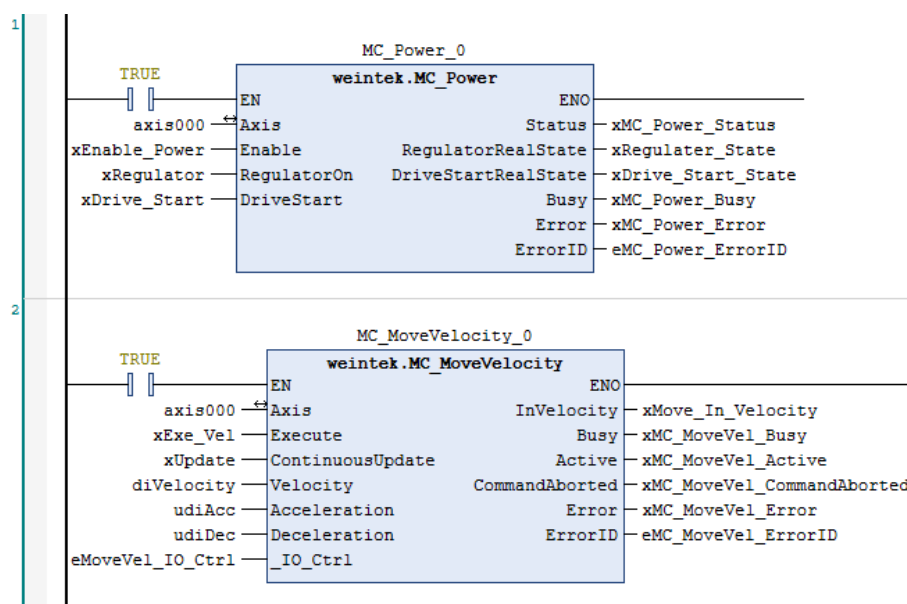 1
MC_Power_0
TRUE
weintek.MC_Power
EN ENO
axis000 Axis Status xMC_Power_Status
xEnable_Power Enable RegulatorRealState xRegulater_State
xRegulator RegulatorOn DriveStartRealState xDrive_Start_State
xDrive_Start DriveStart Busy xMC_Power_Busy
Error xMC_Power_Error
ErrorID eMC_Power_ErrorID
2
MC_MoveVelocity_0
TRUE
weintek.MC_MoveVelocity
EN ENO
axis000 Axis InVelocity xMove_In_Velocity
xExe_Vel Execute Busy xMC_MoveVel_Busy
xUpdate ContinuousUpdate Active xMC_MoveVel_Active
diVelocity Velocity CommandAborted xMC_MoveVel_CommandAborted
udiAcc Acceleration Error xMC_MoveVel_Error
udiDec Deceleration ErrorID eMC_MoveVel_ErrorID
eMoveVel_IO_Ctrl _IO_Ctrl